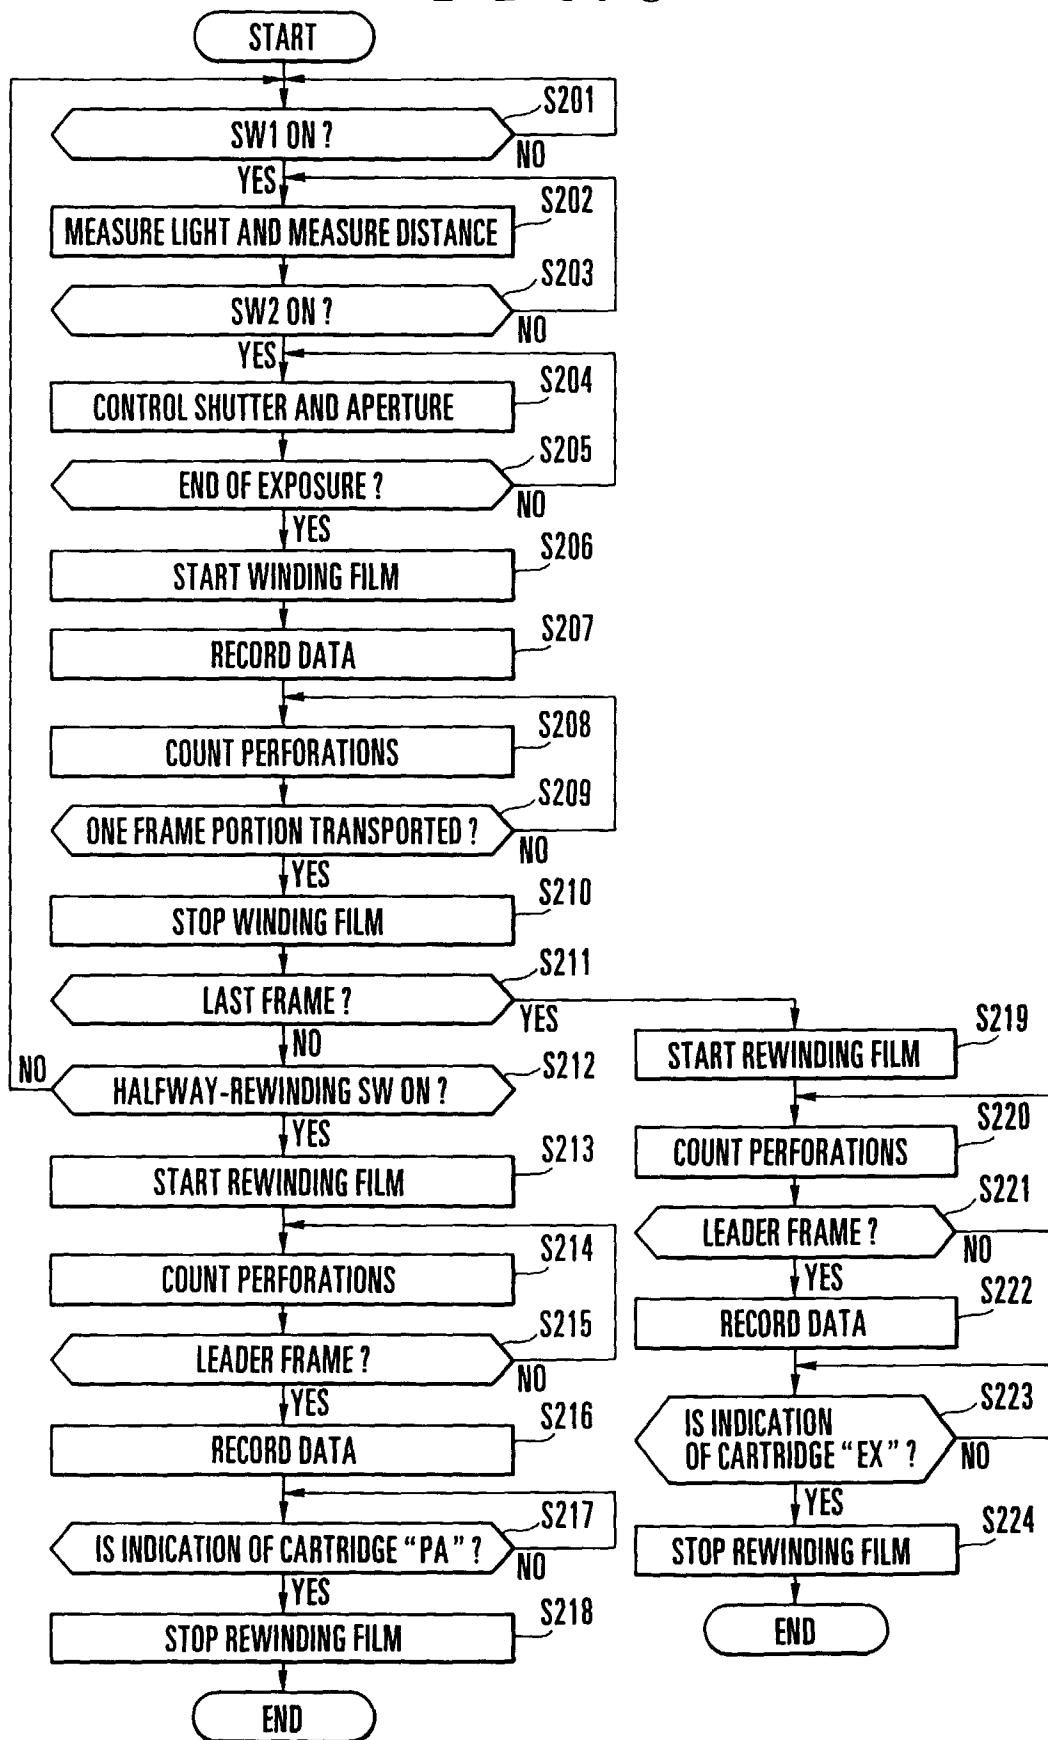 START
S201
SW1 ON ?
NO
YES
S202
MEASURE LIGHT AND MEASURE DISTANCE
S203
SW2 ON ?
NO
YES
S204
CONTROL SHUTTER AND APERTURE
S205
END OF EXPOSURE ?
NO
YES
S206
START WINDING FILM
S207
RECORD DATA
S208
COUNT PERFORATIONS
S209
ONE FRAME PORTION TRANSPORTED ?
NO
YES
S210
STOP WINDING FILM
S211
LAST FRAME ?
YES
NO
NO
S212
HALFWAY-REWINDING SW ON ?
YES
S213
START REWINDING FILM
S214
COUNT PERFORATIONS
S215
LEADER FRAME ?
NO
YES
S216
RECORD DATA
S217
IS INDICATION OF CARTRIDGE "PA" ?
NO
YES
S218
STOP REWINDING FILM
END
S219
START REWINDING FILM
S220
COUNT PERFORATIONS
S221
LEADER FRAME ?
NO
YES
S222
RECORD DATA
S223
IS INDICATION
OF CARTRIDGE "EX" ?
NO
YES
S224
STOP REWINDING FILM
END